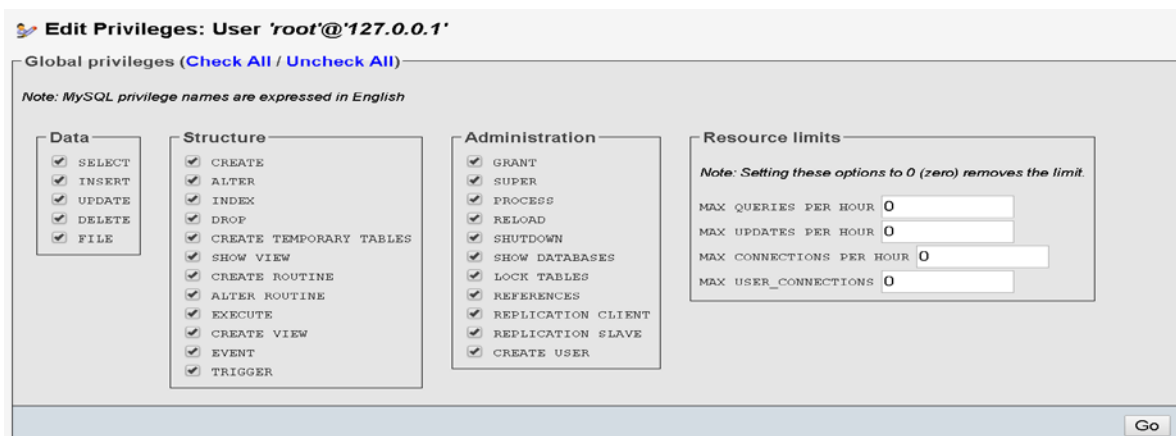 Edit Privileges: User 'root'@'127.0.0.1'
Global privileges (Check All / Uncheck All)
Note: MySQL privilege names are expressed in English
Data
SELECT
INSERT
UPDATE
DELETE
FILE
Structure
CREATE
ALTER
INDEX
DROP
CREATE TEMPORARY TABLES
SHOW VIEW
CREATE ROUTINE
ALTER ROUTINE
EXECUTE
CREATE VIEW
EVENT
TRIGGER
Administration
GRANT
SUPER
PROCESS
RELOAD
SHUTDOWN
SHOW DATABASES
LOCK TABLES
REFERENCES
REPLICATION CLIENT
REPLICATION SLAVE
CREATE USER
Resource limits
Note: Setting these options to 0 (zero) removes the limit.
MAX QUERIES PER HOUR 0
MAX UPDATES PER HOUR 0
MAX CONNECTIONS PER HOUR 0
MAX USER_CONNECTIONS 0
Go